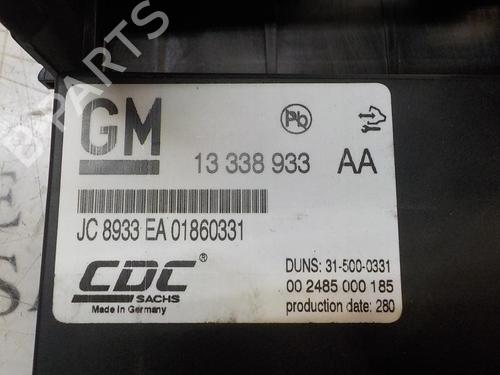 GM
Pb
13 338 933 AA
JC 8933 EA 01860331
CDC®
SACHS
Made in Germany
DUNS: 31-500-0331
00 2485 000 185
production date: 280